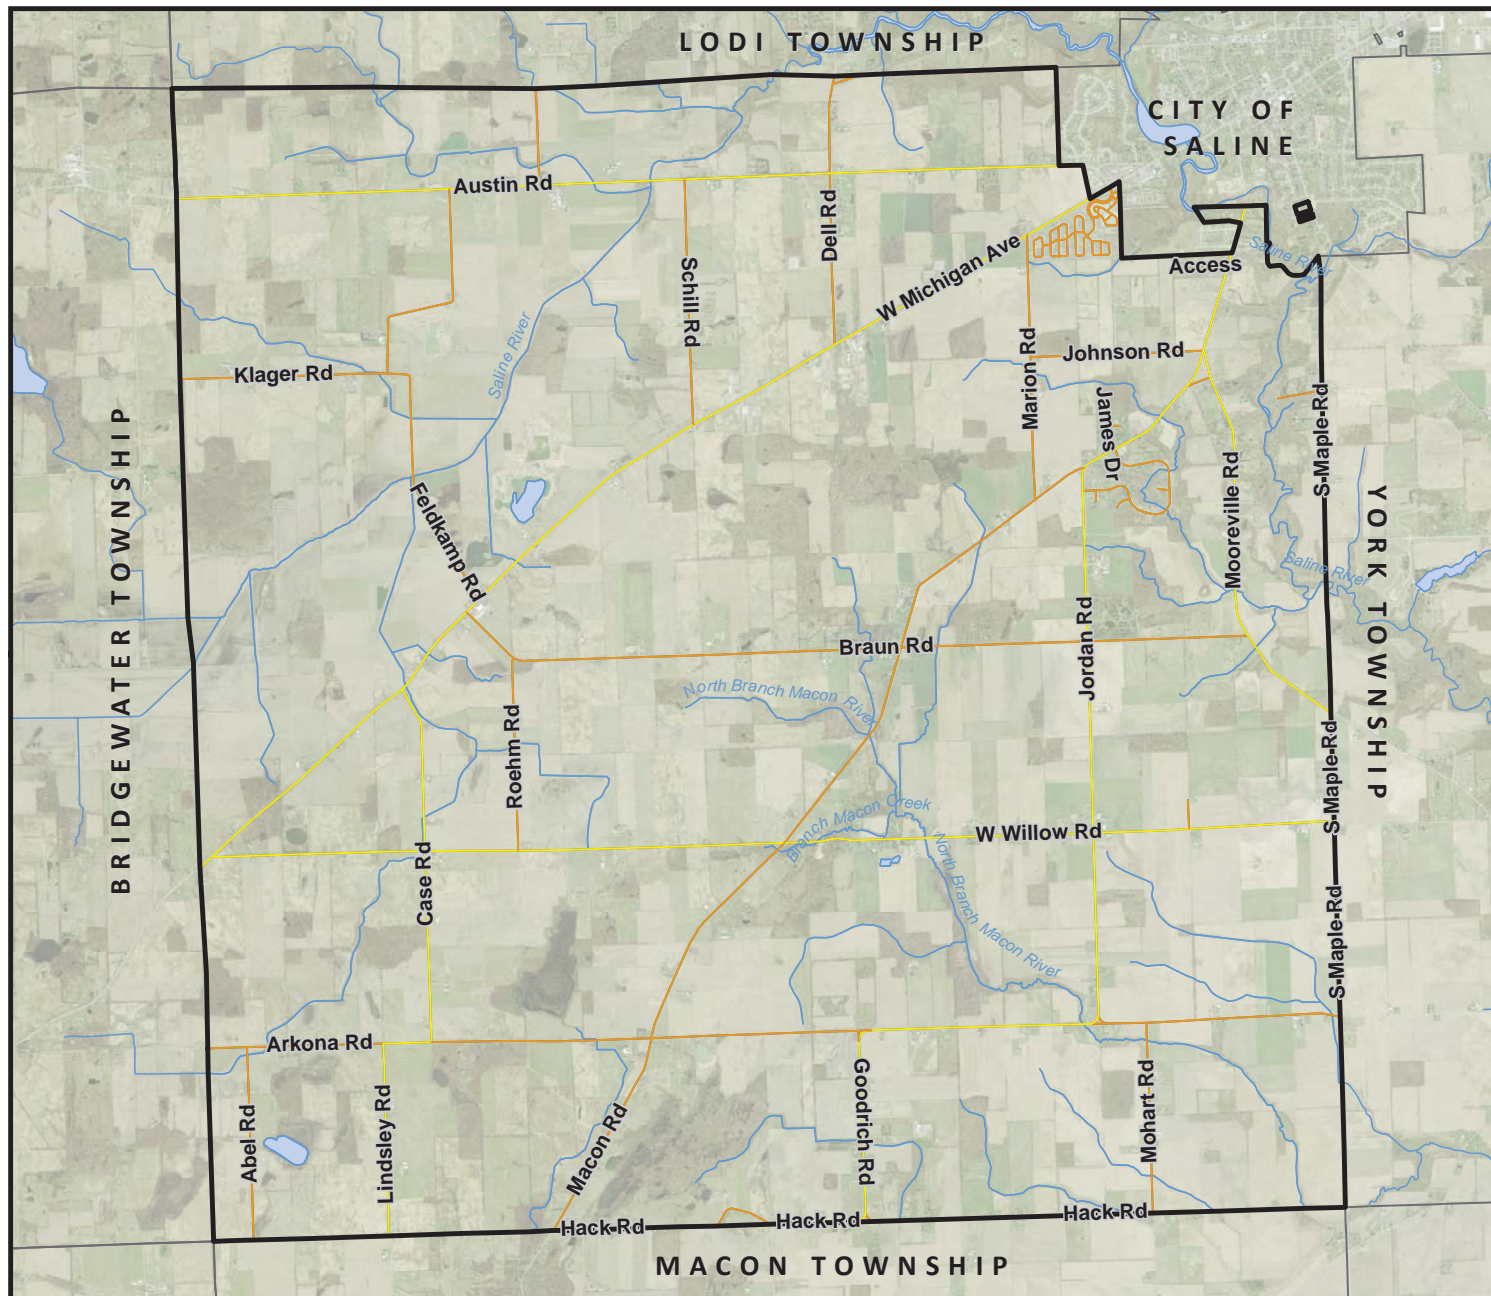 LODI TOWNSHIP
CITY OF
SALINE
Austin Rd
Dell Rd
Saline River
Access
W Michigan Ave
Schill Rd
Saline River
Marion Rd
Johnson Rd
Klager Rd
James Dr
S Maple Rd
Mooreville Rd
BRIDGEWATER TOWNSHIP
YORK TOWNSHIP
Feldkamp Rd
Saline River
Jordan Rd
Braun Rd
North Branch Macon River
Roehm Rd
S Maple Rd
Branch Macon Creek
W Willow Rd
Case Rd
North Branch Macon River
S Maple Rd
Arkona Rd
Goodrich Rd
Mohart Rd
Abel Rd
Lindsley Rd
Macon Rd
Hack Rd
Hack Rd
Hack Rd
MACON TOWNSHIP